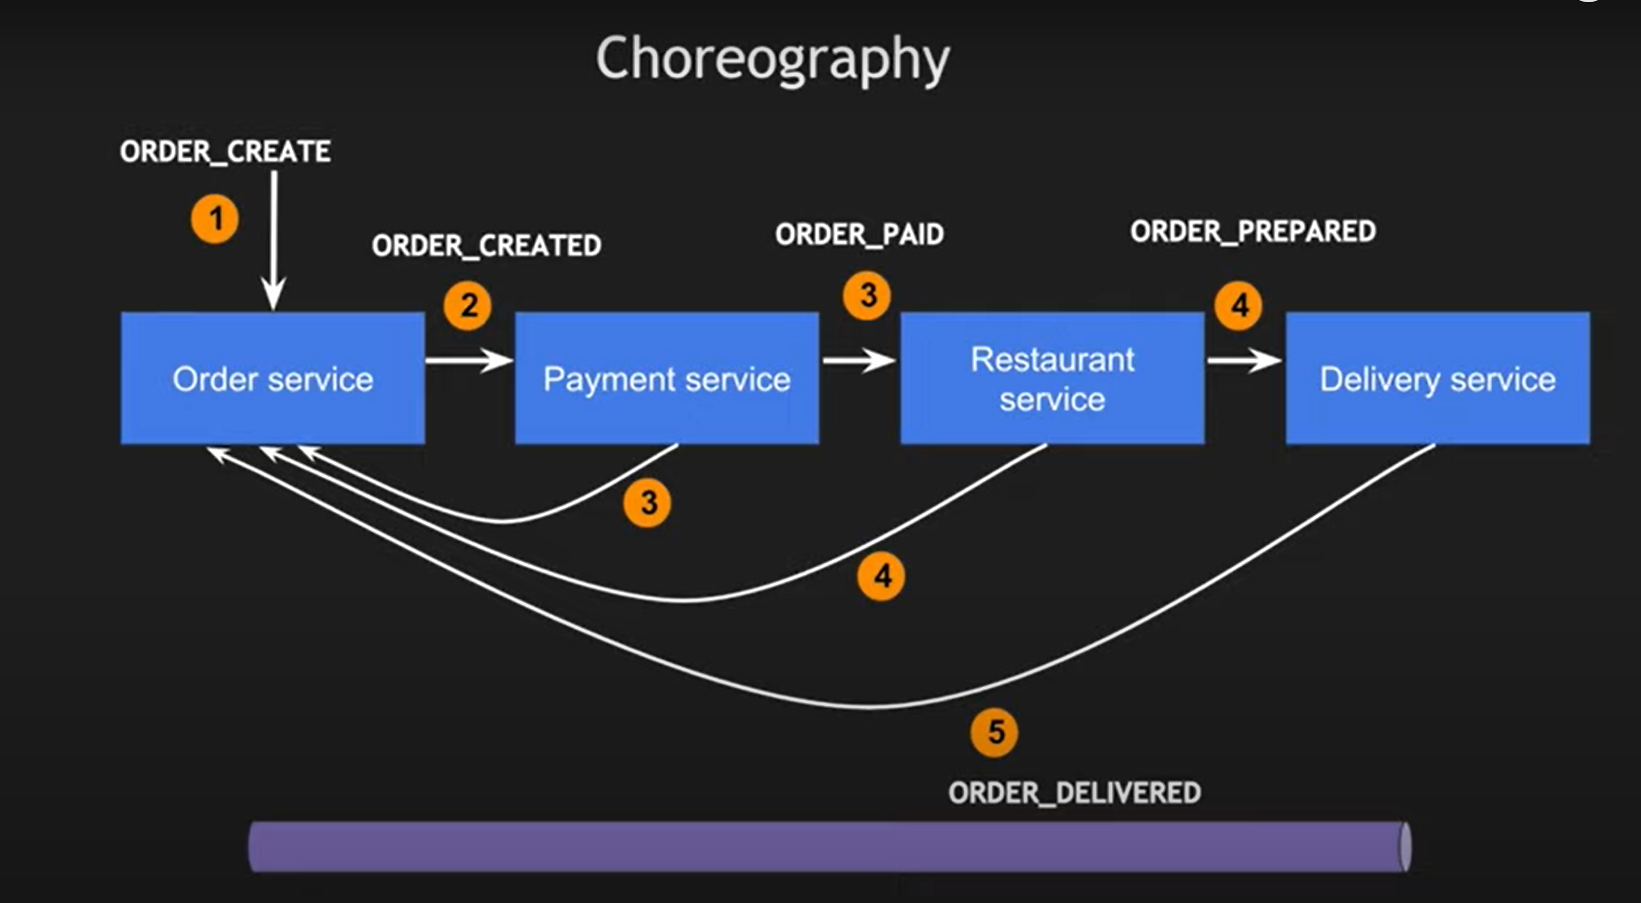 Choreography
ORDER_CREATE
1
ORDER_CREATED
2
ORDER_PAID
3
ORDER_PREPARED
4
Order service
Payment service
Restaurant
service
Delivery service
3
4
5
ORDER_DELIVERED